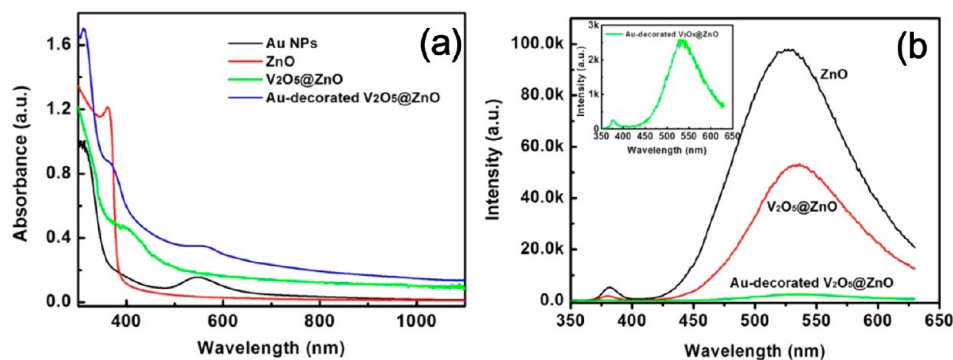 (a)
Au NPs
ZnO
V₂O₅@ZnO
Au-decorated V₂O₅@ZnO
1.6
1.2
0.8
0.4
0.0
Absorbance (a.u.)
400 600 800 1000
Wavelength (nm)
(b)
Au-decorated V₂O₅@ZnO
3k
2k
1k
0
Intensity (a.u.)
350 400 450 500 550 600 650
Wavelength (nm)
100.0k
80.0k
60.0k
40.0k
20.0k
0.0
Intensity (a.u.)
ZnO
V₂O₅@ZnO
Au-decorated V₂O₅@ZnO
350 400 450 500 550 600 650
Wavelength (nm)